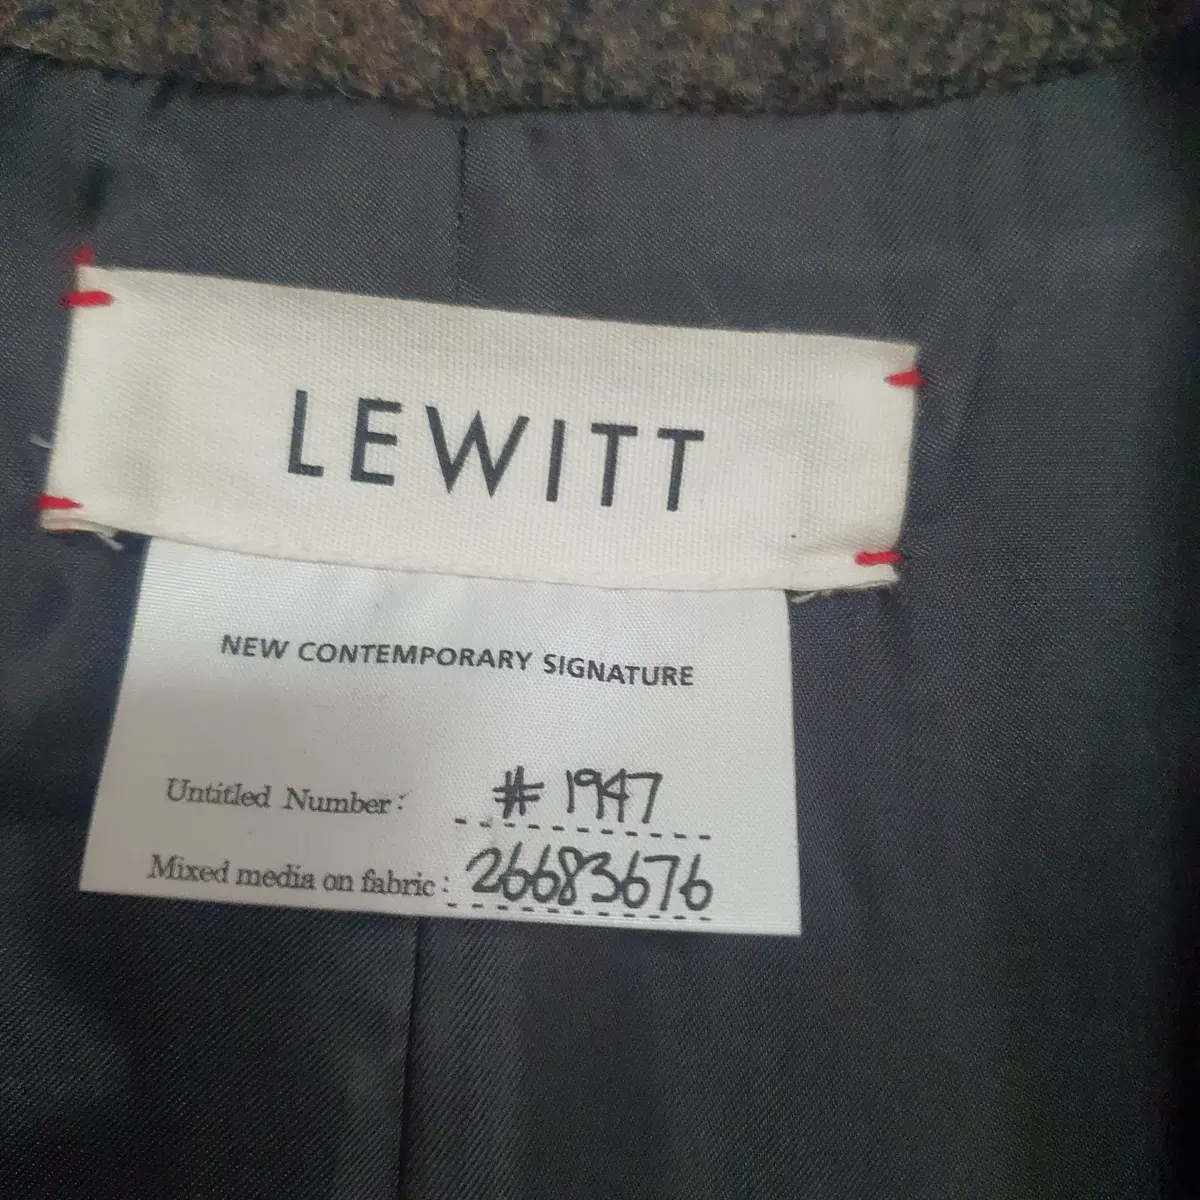 LEWITT
NEW CONTEMPORARY SIGNATURE
Untitled Number: # 1947
Mixed media on fabric: 26683676